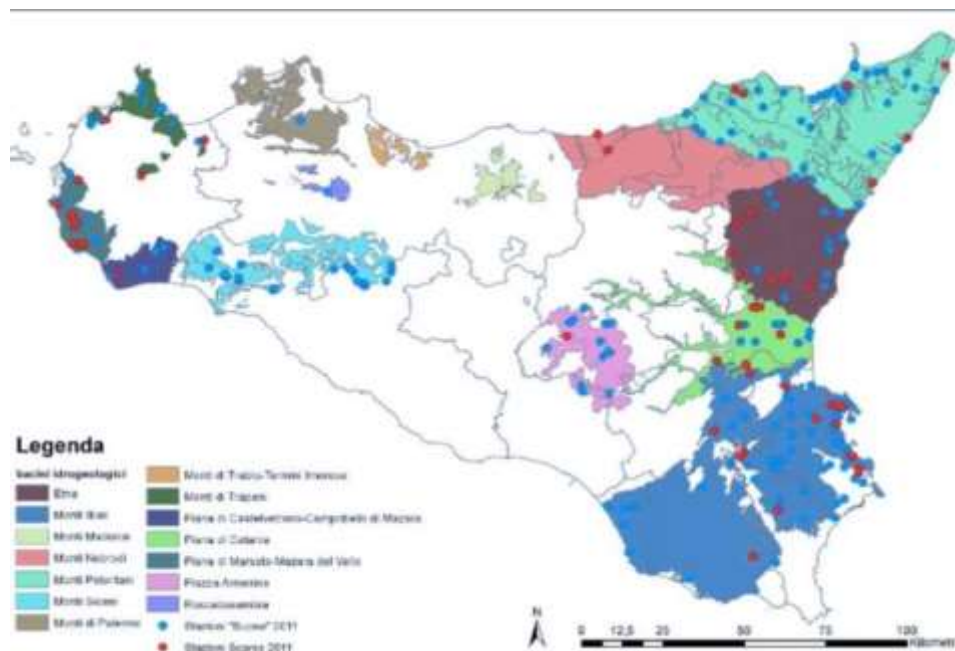 Legenda
bacini idrogeologici
Etna
Monti Iblei
Monti Madonie
Monti Nebrodi
Monti Peloritani
Monti Sicani
Monti di Palermo
Monti di Trabia-Termini Imerese
Monti di Trapani
Piana di Castelvetrano-Campobello di Mazara
Piana di Catania
Piana di Marsala-Mazara del Vallo
Piazza Armerina
Roccabusambra
Stazioni "Buone" 2011
Stazioni Scarse 2011
N
0 12,5 25 50 75 100